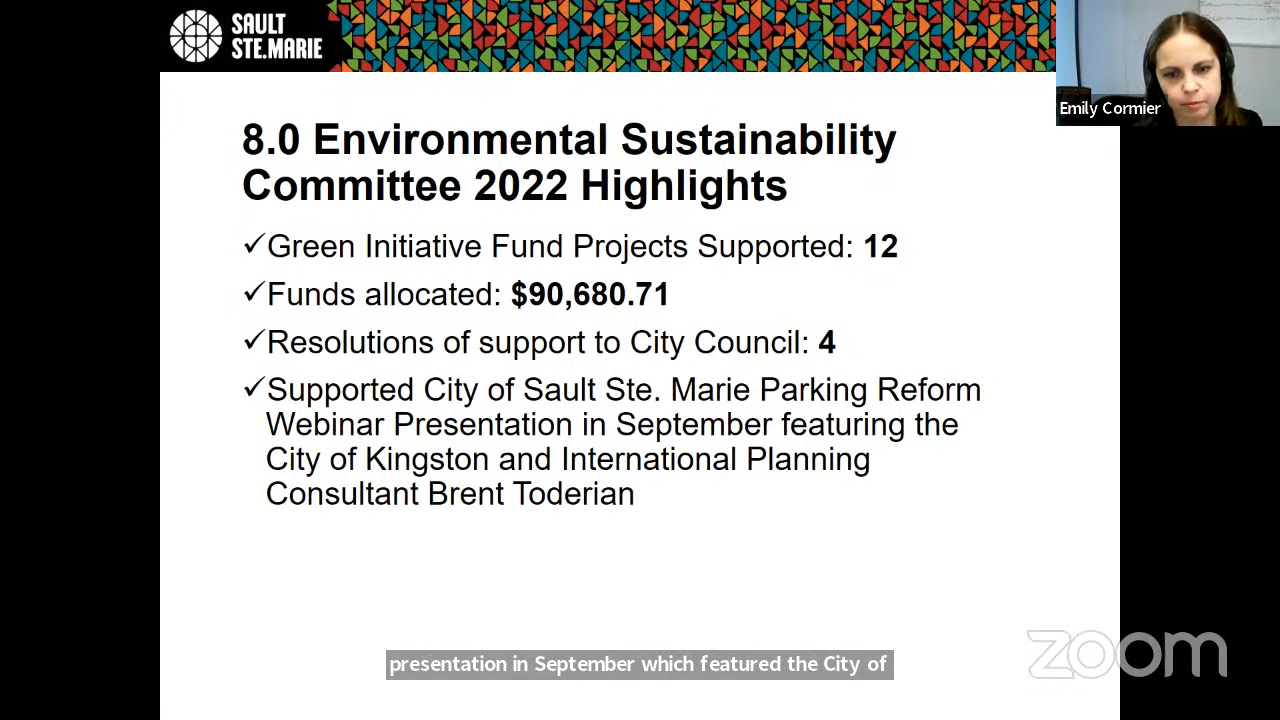 SAULT
STE.MARIE
Emily Cormier
8.0 Environmental Sustainability
Committee 2022 Highlights
✓Green Initiative Fund Projects Supported: 12
✓Funds allocated: $90,680.71
✓Resolutions of support to City Council: 4
✓Supported City of Sault Ste. Marie Parking Reform
Webinar Presentation in September featuring the
City of Kingston and International Planning
Consultant Brent Toderian
presentation in September which featured the City of
zoom